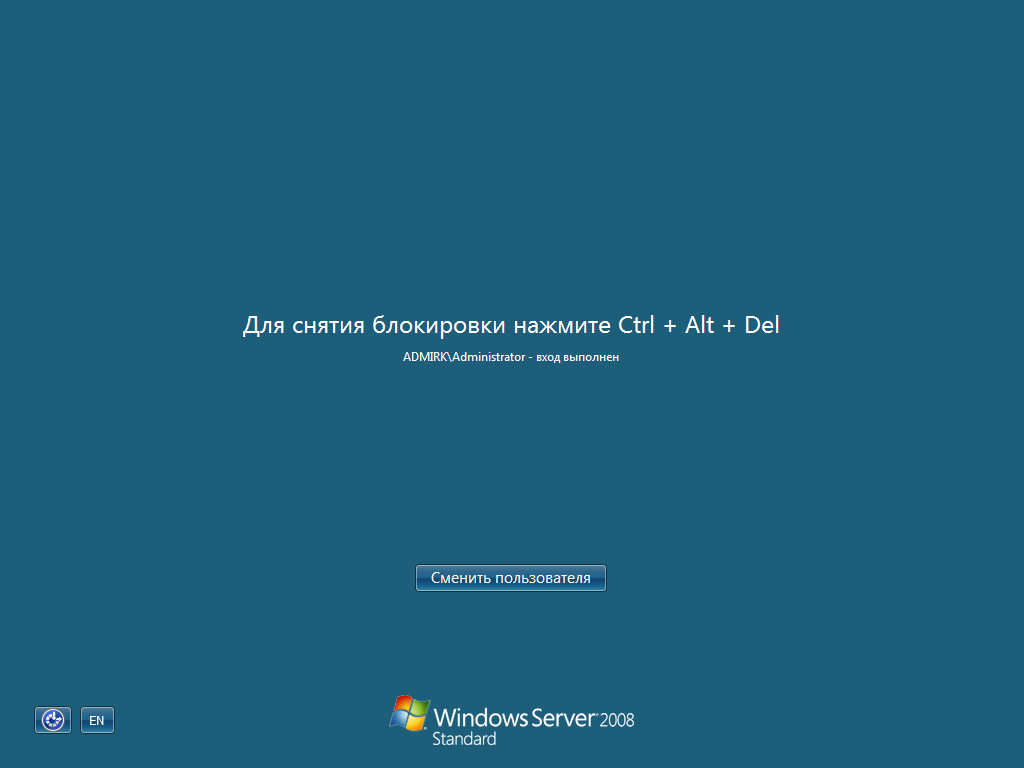 Для снятия блокировки нажмите Ctrl + Alt + Del
ADMIRK\Administrator - вход выполнен
Сменить пользователя
EN
Windows Server 2008
Standard